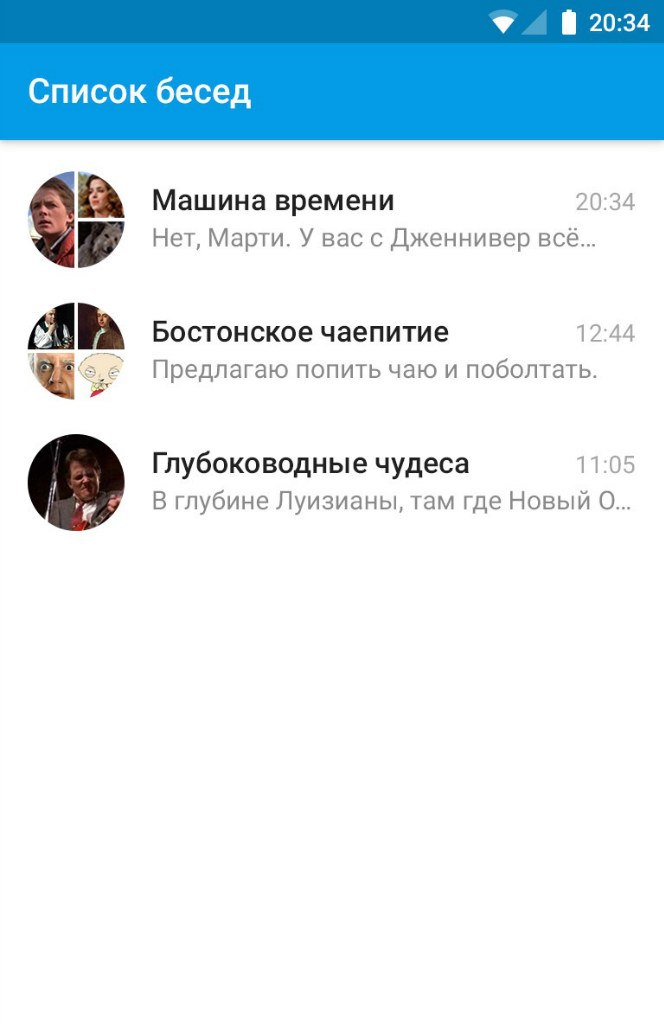 20:34
Список бесед
Машина времени 20:34
Нет, Марти. У вас с Дженнивер всё…
Бостонское чаепитие 12:44
Предлагаю попить чаю и поболтать.
Глубоководные чудеса 11:05
В глубине Луизианы, там где Новый О…